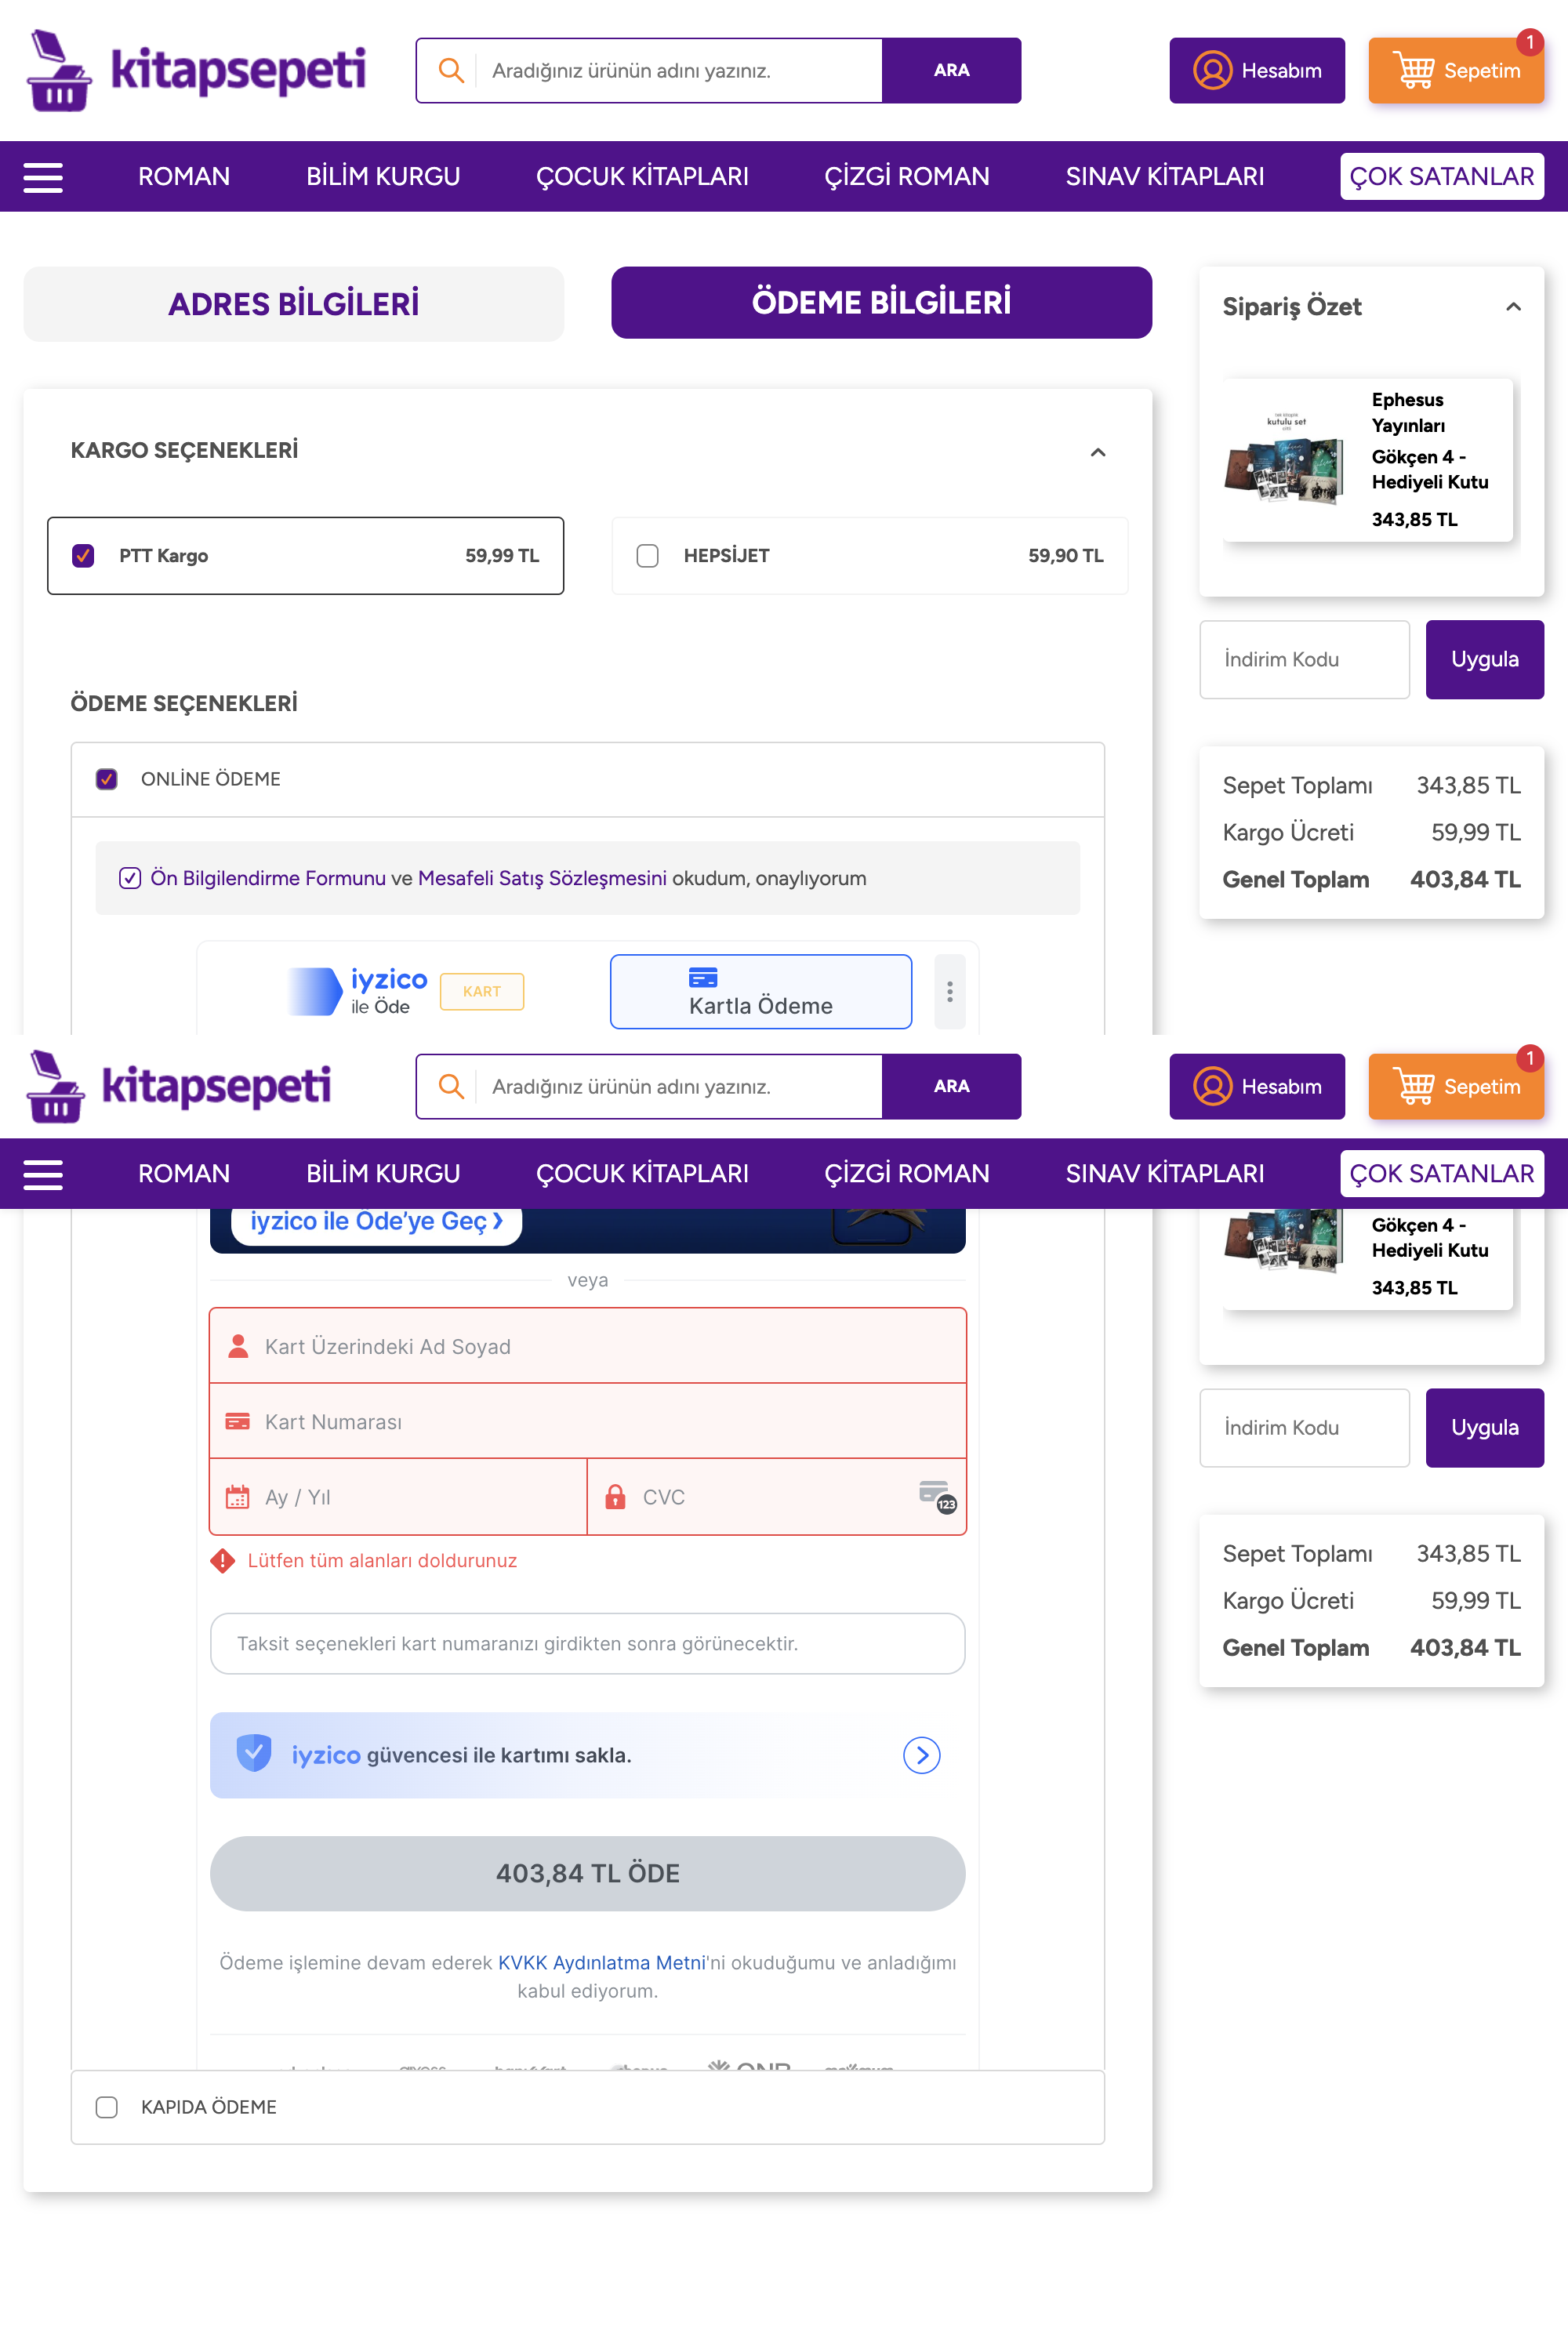 kitapsepeti
Aradığınız ürünün adını yazınız.
ARA
Hesabım
Sepetim
1
ROMAN
BİLİM KURGU
ÇOCUK KİTAPLARI
ÇİZGİ ROMAN
SINAV KİTAPLARI
ÇOK SATANLAR
ADRES BİLGİLERİ
ÖDEME BİLGİLERİ
KARGO SEÇENEKLERİ
PTT Kargo 59,99 TL
HEPSİJET 59,90 TL
ÖDEME SEÇENEKLERİ
ONLİNE ÖDEME
Ön Bilgilendirme Formunu ve Mesafeli Satış Sözleşmesini okudum, onaylıyorum
iyzico
ile Öde
KART
Kartla Ödeme
Sipariş Özet
kutulu set
Ephesus
Yayınları
Gökçen 4 -
Hediyeli Kutu
343,85 TL
İndirim Kodu
Uygula
Sepet Toplamı 343,85 TL
Kargo Ücreti 59,99 TL
Genel Toplam 403,84 TL
kitapsepeti
Aradığınız ürünün adını yazınız.
ARA
Hesabım
Sepetim
1
ROMAN
BİLİM KURGU
ÇOCUK KİTAPLARI
ÇİZGİ ROMAN
SINAV KİTAPLARI
ÇOK SATANLAR
iyzico ile Öde'ye Geç ›
veya
Kart Üzerindeki Ad Soyad
Kart Numarası
Ay / Yıl
CVC
123
Lütfen tüm alanları doldurunuz
Taksit seçenekleri kart numaranızı girdikten sonra görünecektir.
iyzico güvencesi ile kartımı sakla.
403,84 TL ÖDE
Ödeme işlemine devam ederek KVKK Aydınlatma Metni'ni okuduğumu ve anladığımı
kabul ediyorum.
QNB
KAPIDA ÖDEME
Gökçen 4 -
Hediyeli Kutu
343,85 TL
İndirim Kodu
Uygula
Sepet Toplamı 343,85 TL
Kargo Ücreti 59,99 TL
Genel Toplam 403,84 TL